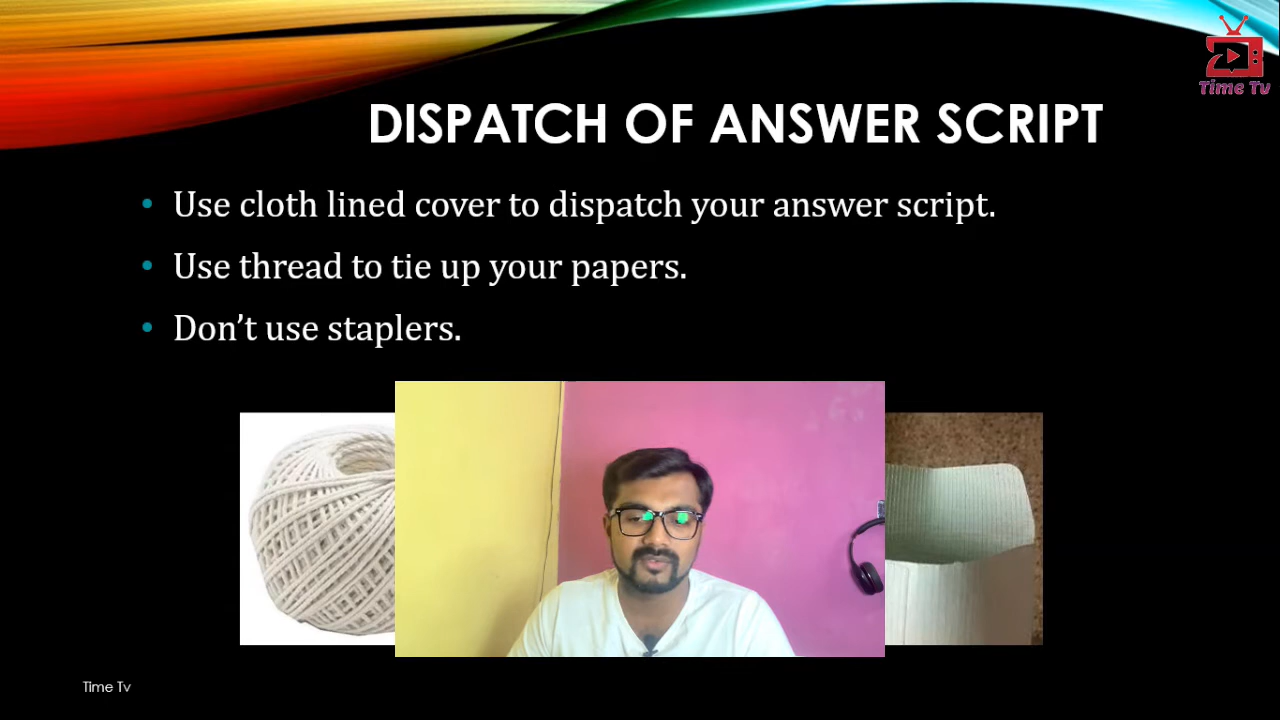 Time Tv
DISPATCH OF ANSWER SCRIPT
• Use cloth lined cover to dispatch your answer script.
• Use thread to tie up your papers.
• Don’t use staplers.
Time Tv